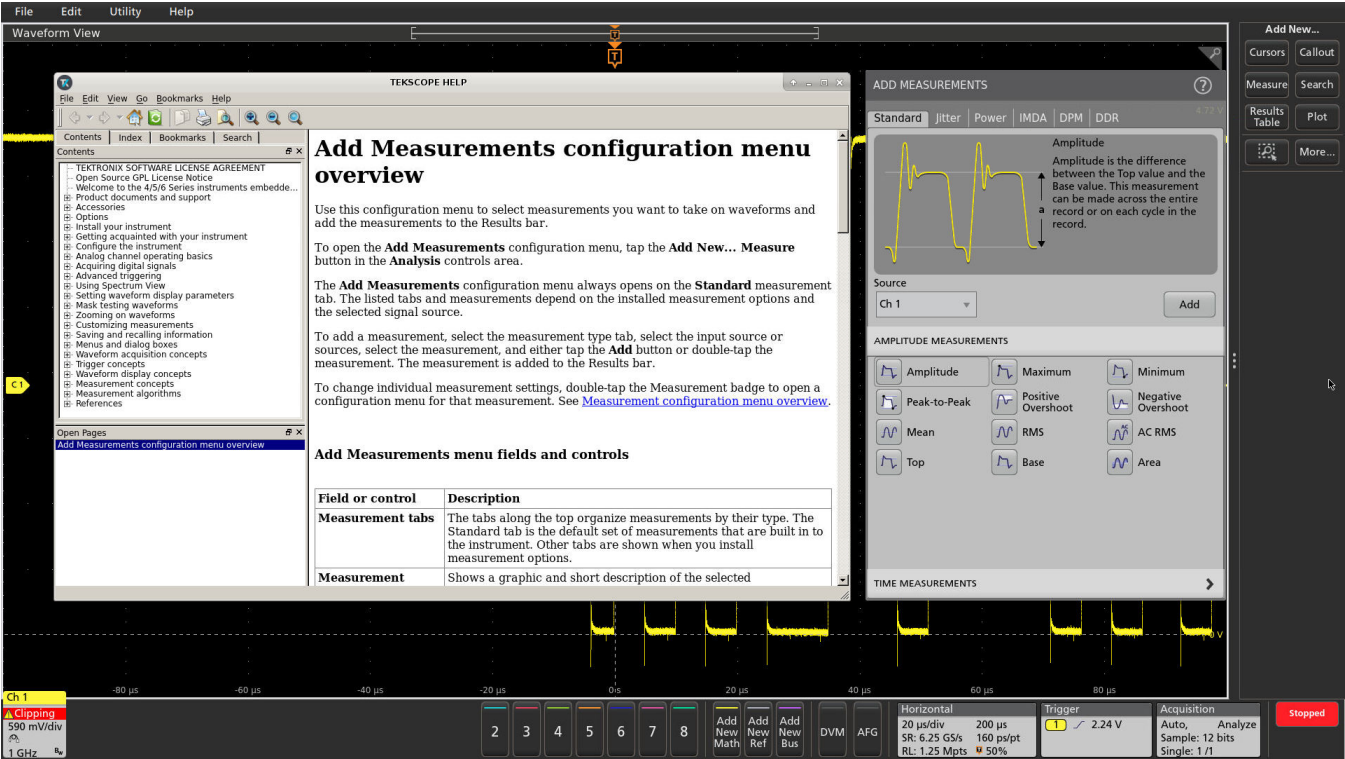 File Edit Utility Help
Waveform View
T
T
Add New...
Cursors Callout
Measure Search
Results Table Plot
More...
TEKSCOPE HELP
File Edit View Go Bookmarks Help
Contents Index Bookmarks Search
Contents
TEKTRONIX SOFTWARE LICENSE AGREEMENT
Open Source GPL License Notice
Welcome to the 4/5/6 Series instruments embedde...
Product documents and support
Accessories
Options
Install your instrument
Getting acquainted with your instrument
Configure the instrument
Analog channel operating basics
Acquiring digital signals
Advanced triggering
Using Spectrum View
Setting waveform display parameters
Mask testing waveforms
Zooming on waveforms
Customizing measurements
Saving and recalling information
Menus and dialog boxes
Waveform acquisition concepts
Trigger concepts
Waveform display concepts
Measurement concepts
Measurement algorithms
References
Open Pages
Add Measurements configuration menu overview
Add Measurements configuration menu
overview
Use this configuration menu to select measurements you want to take on waveforms and
add the measurements to the Results bar.
To open the Add Measurements configuration menu, tap the Add New... Measure
button in the Analysis controls area.
The Add Measurements configuration menu always opens on the Standard measurement
tab. The listed tabs and measurements depend on the installed measurement options and
the selected signal source.
To add a measurement, select the measurement type tab, select the input source or
sources, select the measurement, and either tap the Add button or double-tap the
measurement. The measurement is added to the Results bar.
To change individual measurement settings, double-tap the Measurement badge to open a
configuration menu for that measurement. See Measurement configuration menu overview.
Add Measurements menu fields and controls
Field or control Description
Measurement tabs The tabs along the top organize measurements by their type. The
Standard tab is the default set of measurements that are built in to
the instrument. Other tabs are shown when you install
measurement options.
Measurement Shows a graphic and short description of the selected
ADD MEASUREMENTS ?
4.72 V
Standard Jitter Power IMDA DPM DDR
Amplitude
Amplitude is the difference
between the Top value and the
Base value. This measurement
can be made across the entire
a record or on each cycle in the
record.
Source
Ch 1 Add
AMPLITUDE MEASUREMENTS
Amplitude Maximum Minimum
Peak-to-Peak Positive Overshoot Negative Overshoot
Mean RMS AC RMS
Top Base Area
TIME MEASUREMENTS
C1
0 V
-80 µs -60 µs -40 µs -20 µs 0 s 20 µs 40 µs 60 µs 80 µs
Ch 1
Clipping
590 mV/div
1 GHz Bw
2 3 4 5 6 7 8
Add New Math
Add New Ref
Add New Bus
DVM AFG
Horizontal
20 µs/div 200 µs
SR: 6.25 GS/s 160 ps/pt
RL: 1.25 Mpts 50%
Trigger
1 2.24 V
Acquisition
Auto, Analyze
Sample: 12 bits
Single: 1 /1
Stopped